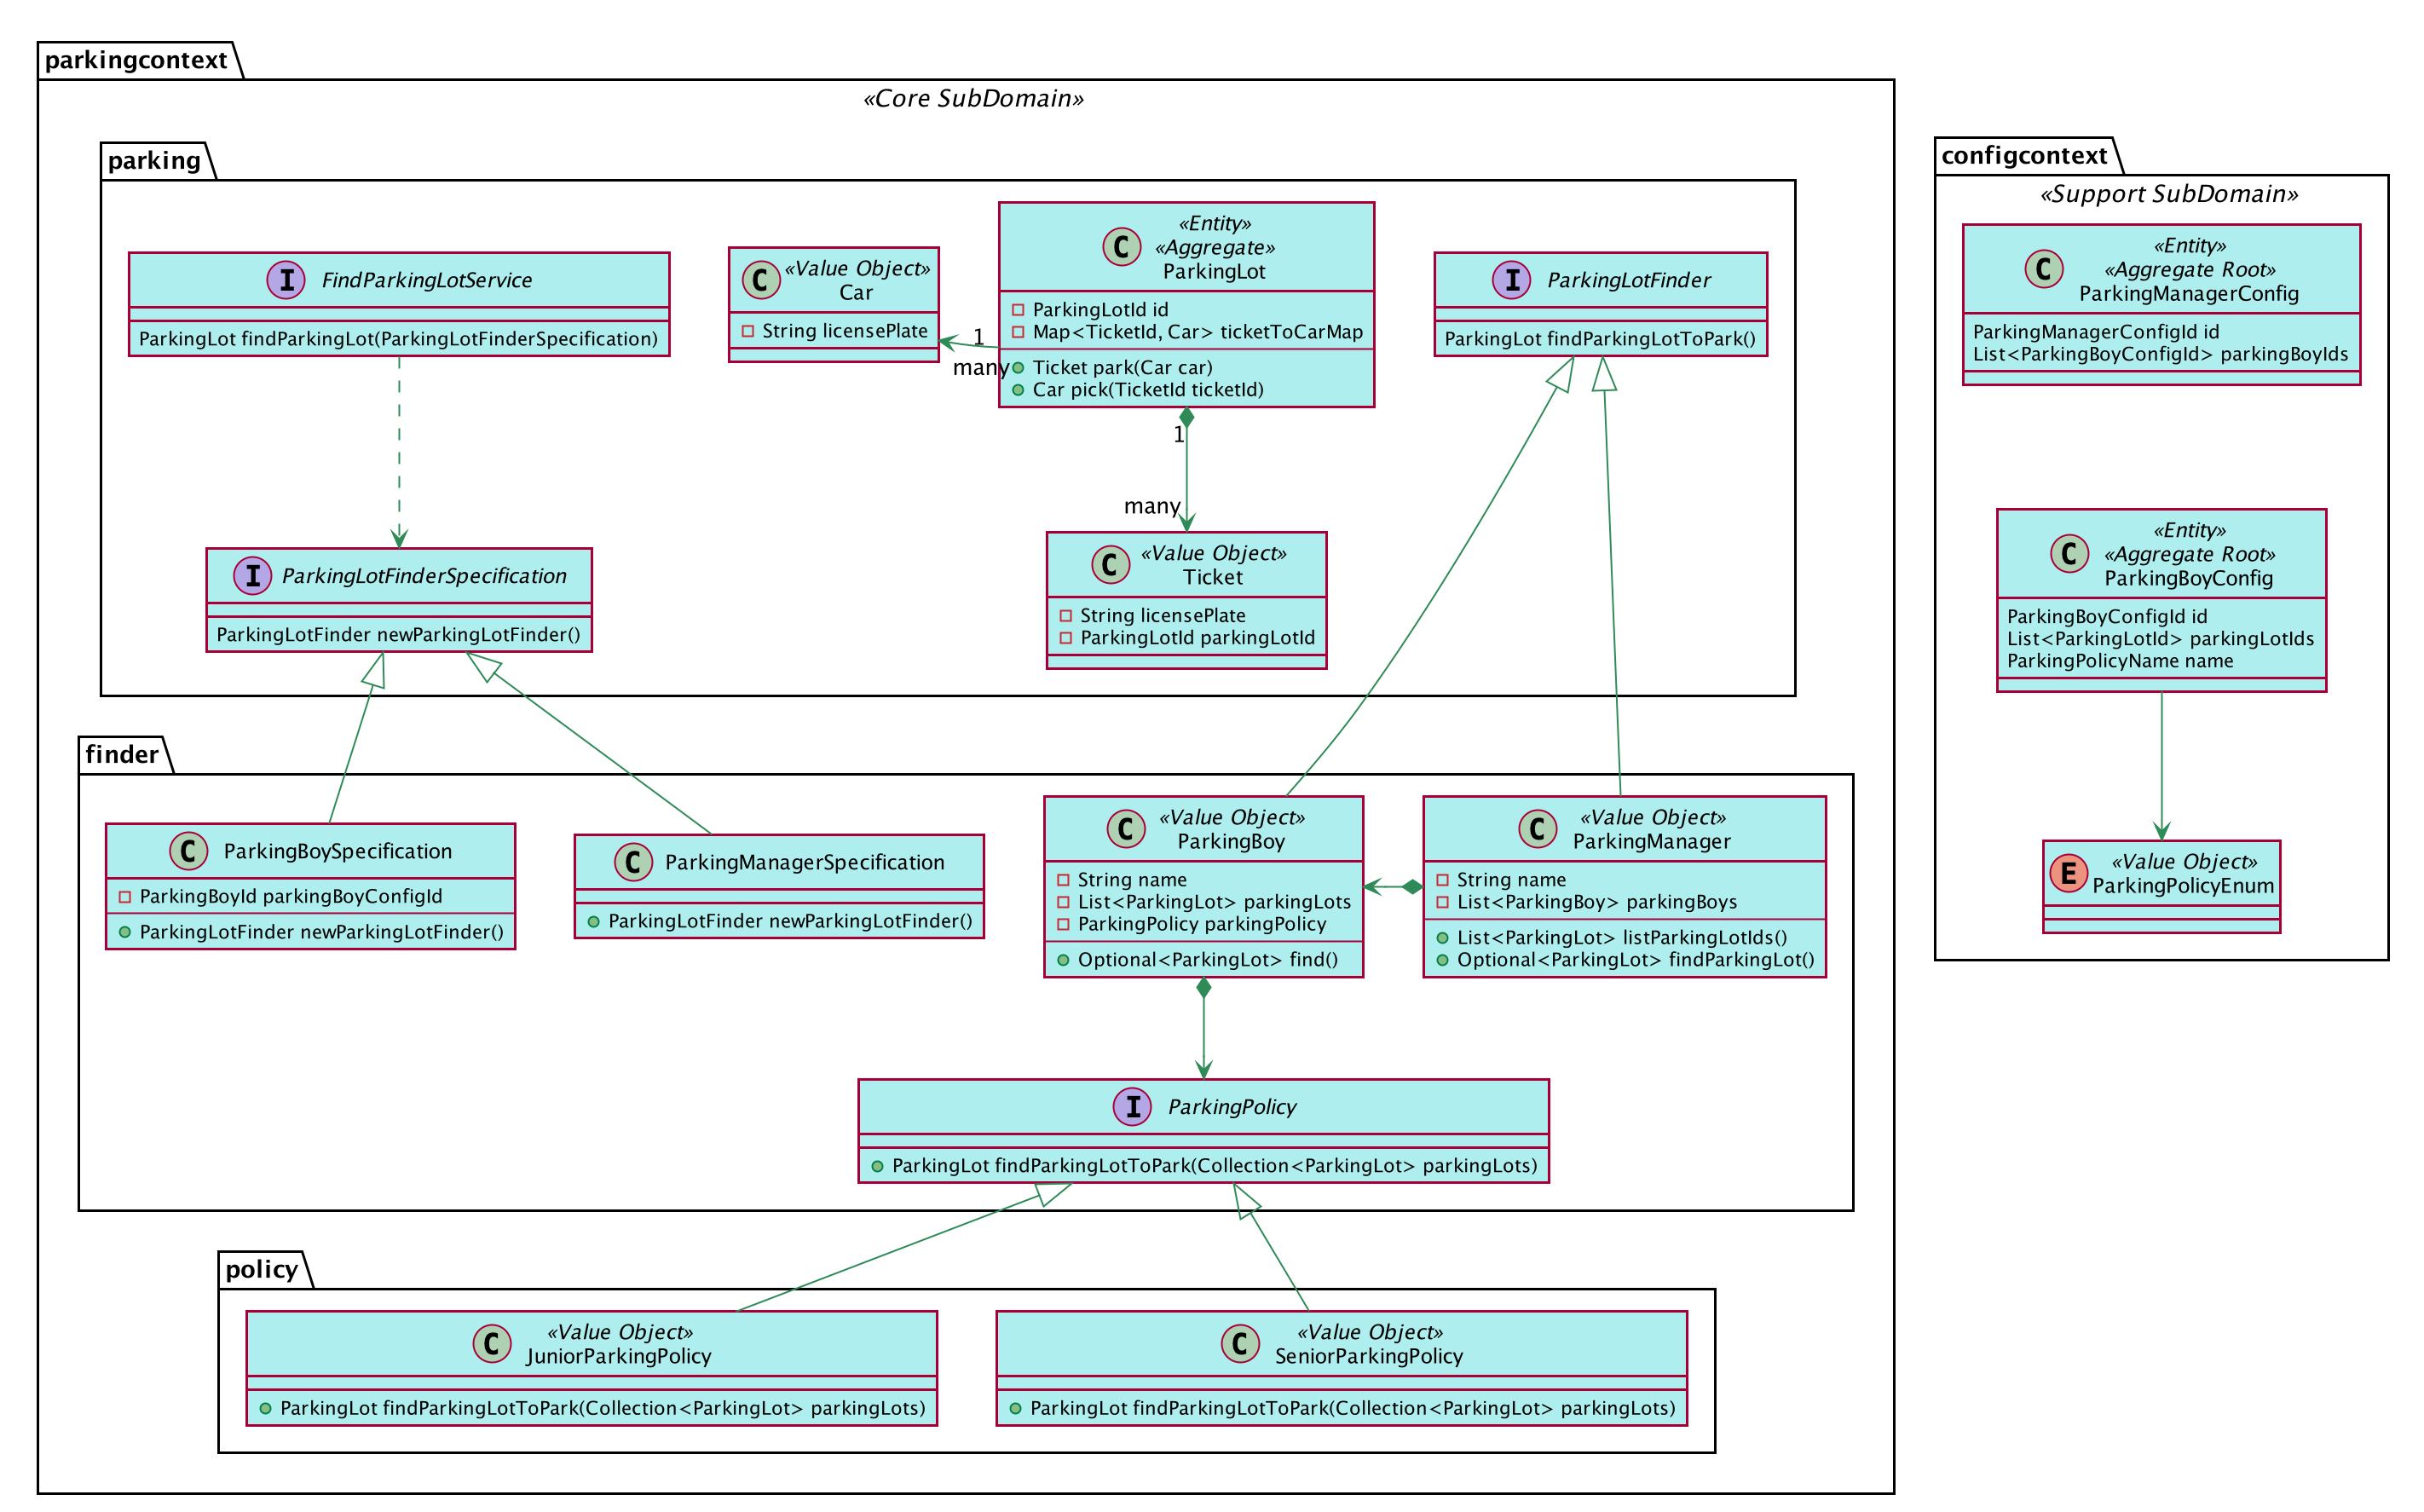 parkingcontext
«Core SubDomain»
parking
I FindParkingLotService
ParkingLot findParkingLot(ParkingLotFinderSpecification)
C «Value Object»
Car
String licensePlate
«Entity»
«Aggregate»
C ParkingLot
ParkingLotId id
Map<TicketId, Car> ticketToCarMap
Ticket park(Car car)
Car pick(TicketId ticketId)
I ParkingLotFinder
ParkingLot findParkingLotToPark()
1
many
1
many
I ParkingLotFinderSpecification
ParkingLotFinder newParkingLotFinder()
C «Value Object»
Ticket
String licensePlate
ParkingLotId parkingLotId
finder
C ParkingBoySpecification
ParkingBoyId parkingBoyConfigId
ParkingLotFinder newParkingLotFinder()
C ParkingManagerSpecification
ParkingLotFinder newParkingLotFinder()
C «Value Object»
ParkingBoy
String name
List<ParkingLot> parkingLots
ParkingPolicy parkingPolicy
Optional<ParkingLot> find()
C «Value Object»
ParkingManager
String name
List<ParkingBoy> parkingBoys
List<ParkingLot> listParkingLotIds()
Optional<ParkingLot> findParkingLot()
I ParkingPolicy
ParkingLot findParkingLotToPark(Collection<ParkingLot> parkingLots)
policy
C «Value Object»
JuniorParkingPolicy
ParkingLot findParkingLotToPark(Collection<ParkingLot> parkingLots)
C «Value Object»
SeniorParkingPolicy
ParkingLot findParkingLotToPark(Collection<ParkingLot> parkingLots)
configcontext
«Support SubDomain»
«Entity»
«Aggregate Root»
C ParkingManagerConfig
ParkingManagerConfigId id
List<ParkingBoyConfigId> parkingBoyIds
«Entity»
«Aggregate Root»
C ParkingBoyConfig
ParkingBoyConfigId id
List<ParkingLotId> parkingLotIds
ParkingPolicyName name
E «Value Object»
ParkingPolicyEnum